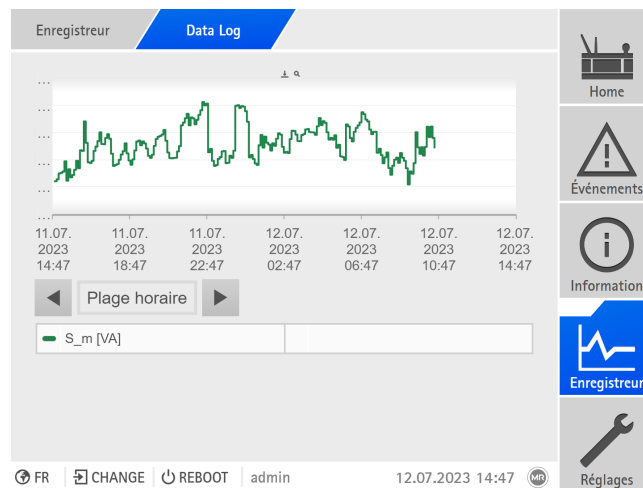 Enregistreur
Data Log
Home
...
...
...
...
...
...
11.07. 2023 14:47
11.07. 2023 18:47
11.07. 2023 22:47
12.07. 2023 02:47
12.07. 2023 06:47
12.07. 2023 10:47
12.07. 2023 14:47
Plage horaire
S_m [VA]
Événements
Information
Enregistreur
Réglages
FR
CHANGE
REBOOT
admin
12.07.2023 14:47
MR